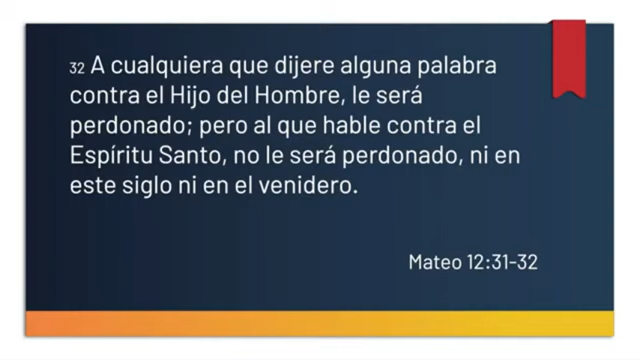 32 A cualquiera que dijere alguna palabra
contra el Hijo del Hombre, le será
perdonado; pero al que hable contra el
Espíritu Santo, no le será perdonado, ni en
este siglo ni en el venidero.
Mateo 12:31-32